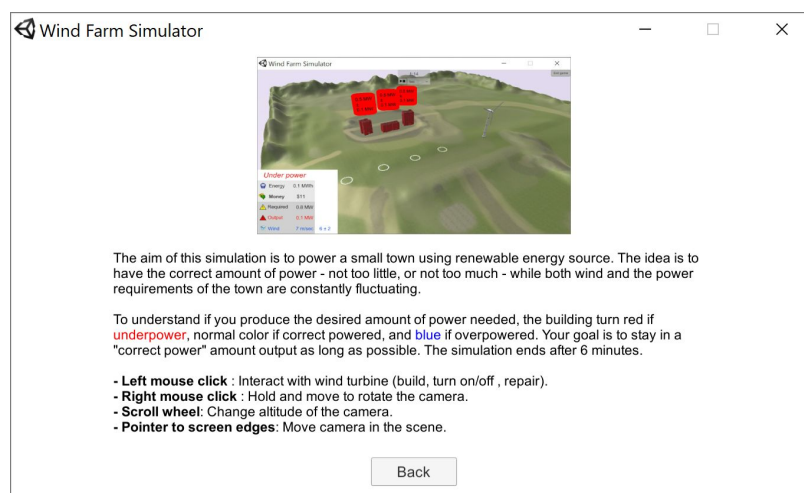 Wind Farm Simulator
Wind Farm Simulator
Under power
Energy 0.1 MWh
Money $11
Required 0.8 MW
Output 0.1 MW
Wind 7 m/sec 6 x 2
The aim of this simulation is to power a small town using renewable energy source. The idea is to
have the correct amount of power - not too little, or not too much - while both wind and the power
requirements of the town are constantly fluctuating.
To understand if you produce the desired amount of power needed, the building turn red if
underpower, normal color if correct powered, and blue if overpowered. Your goal is to stay in a
"correct power" amount output as long as possible. The simulation ends after 6 minutes.
- Left mouse click : Interact with wind turbine (build, turn on/off , repair).
- Right mouse click : Hold and move to rotate the camera.
- Scroll wheel: Change altitude of the camera.
- Pointer to screen edges: Move camera in the scene.
Back